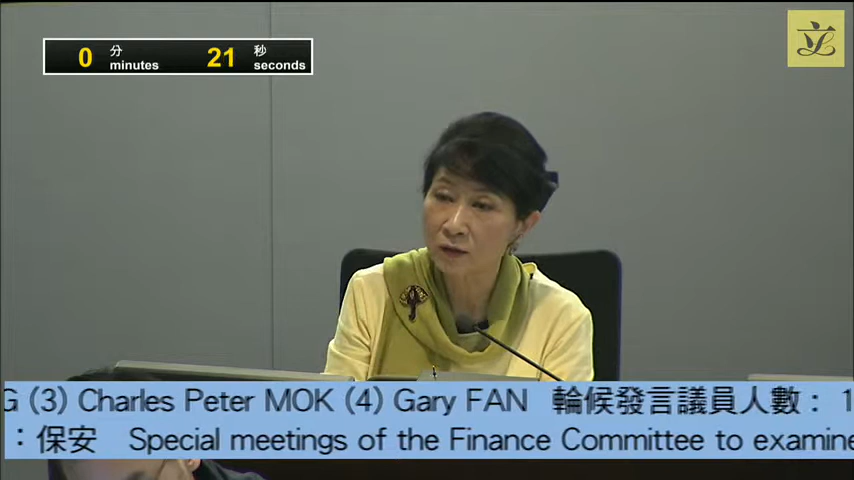 0 分 minutes 21 秒 seconds
立
G (3) Charles Peter MOK (4) Gary FAN 輪候發言議員人數： 1
：保安 Special meetings of the Finance Committee to examine